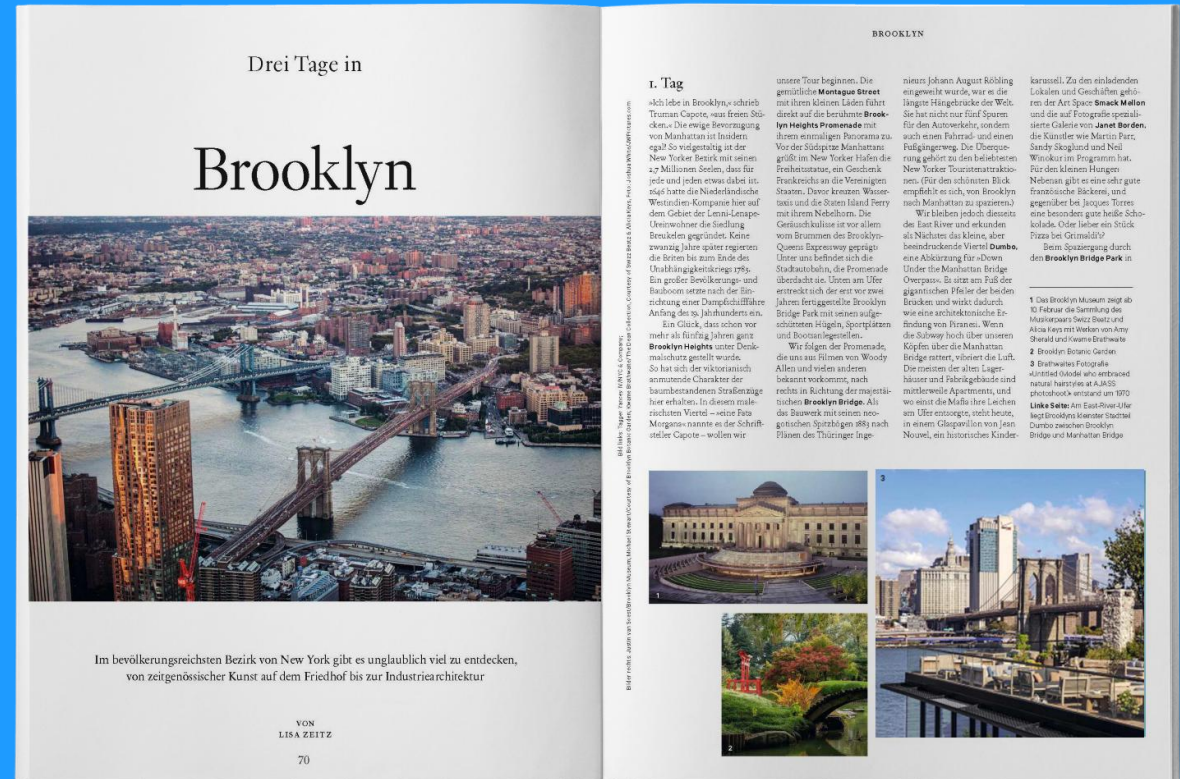 Drei Tage in
Brooklyn
Im bevölkerungsreichsten Bezirk von New York gibt es unglaublich viel zu entdecken,
von zeitgenössischer Kunst auf dem Friedhof bis zur Industriearchitektur
VON
LISA ZEITZ
70
BROOKLYN
1. Tag
»Ich lebe in Brooklyn,« schrieb
Truman Capote, »aus freien Stü-
cken.« Die ewige Bevorzugung
von Manhattan ist Insidern
egal! So vielgestaltig ist der
New Yorker Bezirk mit seinen
2,7 Millionen Seelen, dass für
jede und jeden etwas dabei ist.
1646 hatte die Niederländische
Westindien-Kompanie hier auf
dem Gebiet der Lenni-Lenape-
Ureinwohner die Siedlung
Breukelen gegründet. Keine
zwanzig Jahre später regierten
die Briten bis zum Ende des
Unabhängigkeitskriegs 1783.
Ein großer Bevölkerungs- und
Bauboom setzte nach der Ein-
richtung einer Dampfschifffähre
Anfang des 19. Jahrhunderts ein.
Ein Glück, dass schon vor
mehr als fünfzig Jahren ganz
Brooklyn Heights unter Denk-
malschutz gestellt wurde.
So hat sich der viktorianisch
anmutende Charakter der
baumbestandenen Straßenzüge
hier erhalten. In diesem male-
rischsten Viertel – »eine Fata
Morgana« nannte es der Schrift-
steller Capote – wollen wir
unsere Tour beginnen. Die
gemütliche Montague Street
mit ihren kleinen Läden führt
direkt auf die berühmte Brook-
lyn Heights Promenade mit
ihrem einmaligen Panorama zu.
Vor der Südspitze Manhattans
grüßt im New Yorker Hafen die
Freiheitsstatue, ein Geschenk
Frankreichs an die Vereinigten
Staaten. Davor kreuzen Wasser-
taxis und die Staten Island Ferry
mit ihrem Nebelhorn. Die
Geräuschkulisse ist vor allem
vom Brummen des Brooklyn-
Queens Expressway geprägt:
Unter uns befindet sich die
Stadtautobahn, die Promenade
überdacht sie. Unten am Ufer
erstreckt sich der erst vor zwei
Jahren fertiggestellte Brooklyn
Bridge Park mit seinen aufge-
schütteten Hügeln, Sportplätzen
und Bootsanlegestellen.
Wir folgen der Promenade,
die uns aus Filmen von Woody
Allen und vielen anderen
bekannt vorkommt, nach
rechts in Richtung der majestä-
tischen Brooklyn Bridge. Als
das Bauwerk mit seinen neo-
gotischen Spitzbögen 1883 nach
Plänen des Thüringer Inge-
nieurs Johann August Röbling
eingeweiht wurde, war es die
längste Hängebrücke der Welt.
Sie hat nicht nur fünf Spuren
für den Autoverkehr, sondern
auch einen Fahrrad- und einen
Fußgängerweg. Die Überque-
rung gehört zu den beliebtesten
New Yorker Touristenattraktio-
nen. (Für den schönsten Blick
empfiehlt es sich, von Brooklyn
nach Manhattan zu spazieren.)
Wir bleiben jedoch diesseits
des East River und erkunden
als Nächstes das kleine, aber
beeindruckende Viertel Dumbo,
eine Abkürzung für »Down
Under the Manhattan Bridge
Overpass«. Es sitzt am Fuß der
gigantischen Pfeiler der beiden
Brücken und wirkt dadurch
wie eine architektonische Er-
findung von Piranesi. Wenn
die Subway hoch über unseren
Köpfen über die Manhattan
Bridge rattert, vibriert die Luft.
Die meisten der alten Lager-
häuser und Fabrikgebäude sind
mittlerweile Apartments, und
wo einst die Mafia ihre Leichen
am Ufer entsorgte, steht heute,
in einem Glaspavillon von Jean
Nouvel, ein historisches Kinder-
karussell. Zu den einladenden
Lokalen und Geschäften gehö-
ren der Art Space Smack Mellon
und die auf Fotografie speziali-
sierte Galerie von Janet Borden,
die Künstler wie Martin Parr,
Sandy Skoglund und Neil
Winokur im Programm hat.
Für den kleinen Hunger:
Nebenan gibt es eine sehr gute
französische Bäckerei, und
gegenüber bei Jacques Torres
eine besonders gute heiße Scho-
kolade. Oder lieber ein Stück
Pizza bei Grimaldi's?
Beim Spaziergang durch
den Brooklyn Bridge Park in
1 Das Brooklyn Museum zeigt ab
10. Februar die Sammlung des
Musikerpaars Swizz Beatz und
Alicia Keys mit Werken von Amy
Sherald und Kwame Brathwaite
2 Brooklyn Botanic Garden
3 Brathwaites Fotografie
»Untitled (Model who embraced
natural hairstyles at AJASS
photoshoot)« entstand um 1970
Linke Seite: Am East-River-Ufer
liegt Brooklyns kleinster Stadtteil
Dumbo zwischen Brooklyn
Bridge und Manhattan Bridge
1
2
3